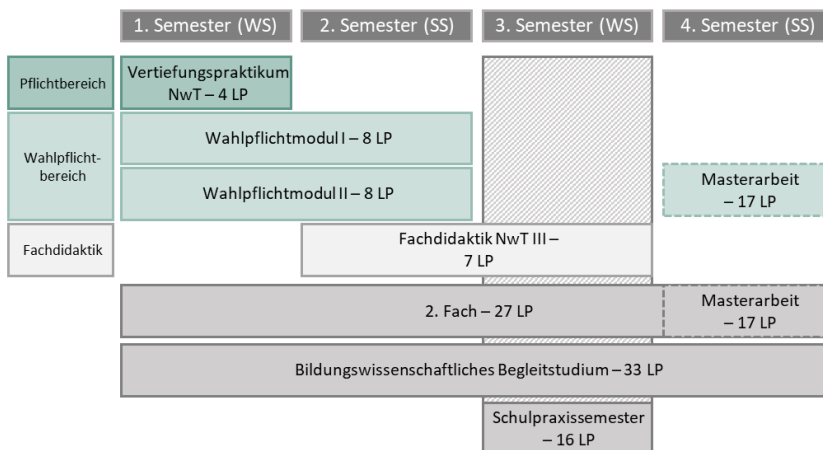 1. Semester (WS)
2. Semester (SS)
3. Semester (WS)
4. Semester (SS)
Pflichtbereich
Vertiefungspraktikum
NwT – 4 LP
Wahlpflicht-
bereich
Wahlpflichtmodul I – 8 LP
Wahlpflichtmodul II – 8 LP
Masterarbeit
– 17 LP
Fachdidaktik
Fachdidaktik NwT III –
7 LP
2. Fach – 27 LP
Masterarbeit
– 17 LP
Bildungswissenschaftliches Begleitstudium – 33 LP
Schulpraxissemester
– 16 LP